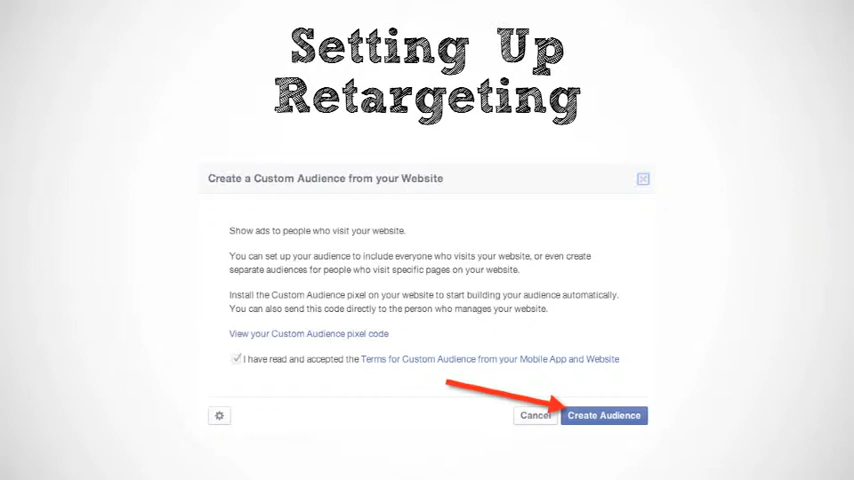 Setting Up
Retargeting
Create a Custom Audience from your Website
Show ads to people who visit your website.
You can set up your audience to include everyone who visits your website, or even create
separate audiences for people who visit specific pages on your website.
Install the Custom Audience pixel on your website to start building your audience automatically.
You can also send this code directly to the person who manages your website.
View your Custom Audience pixel code
I have read and accepted the Terms for Custom Audience from your Mobile App and Website
Cancel Create Audience